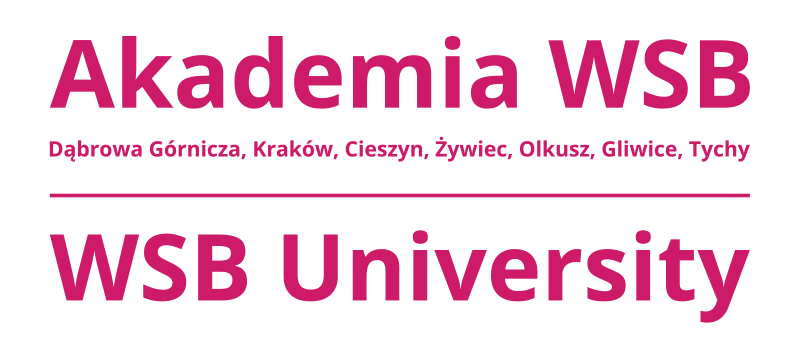 Akademia WSB
Dąbrowa Górnicza, Kraków, Cieszyn, Żywiec, Olkusz, Gliwice, Tychy
WSB University